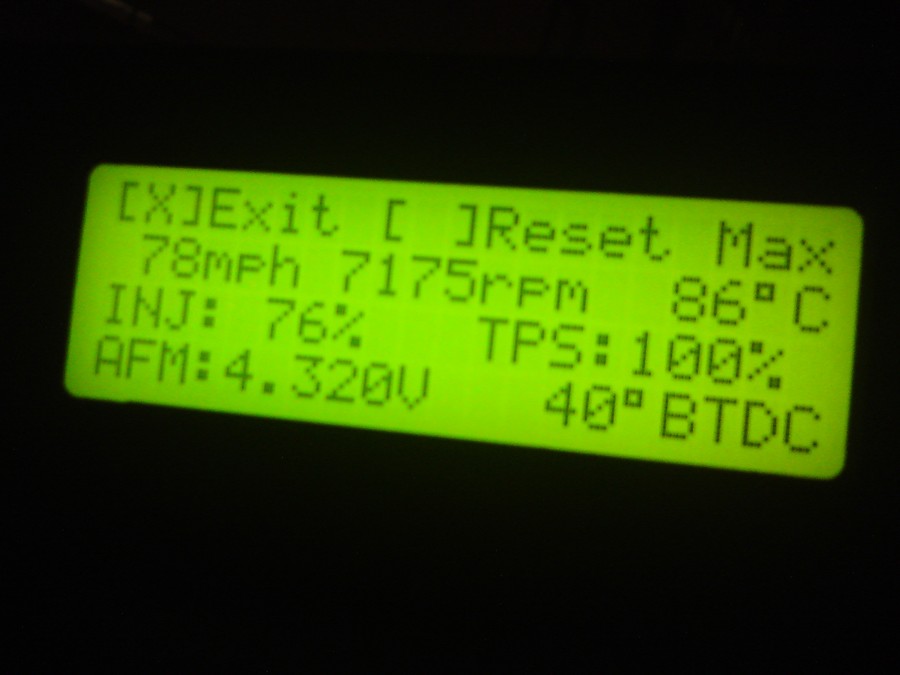 [X]Exit [ ]Reset Max
78mph 7175rpm 86°C
INJ: 76% TPS:100%
AFM:4.320V 40°BTDC